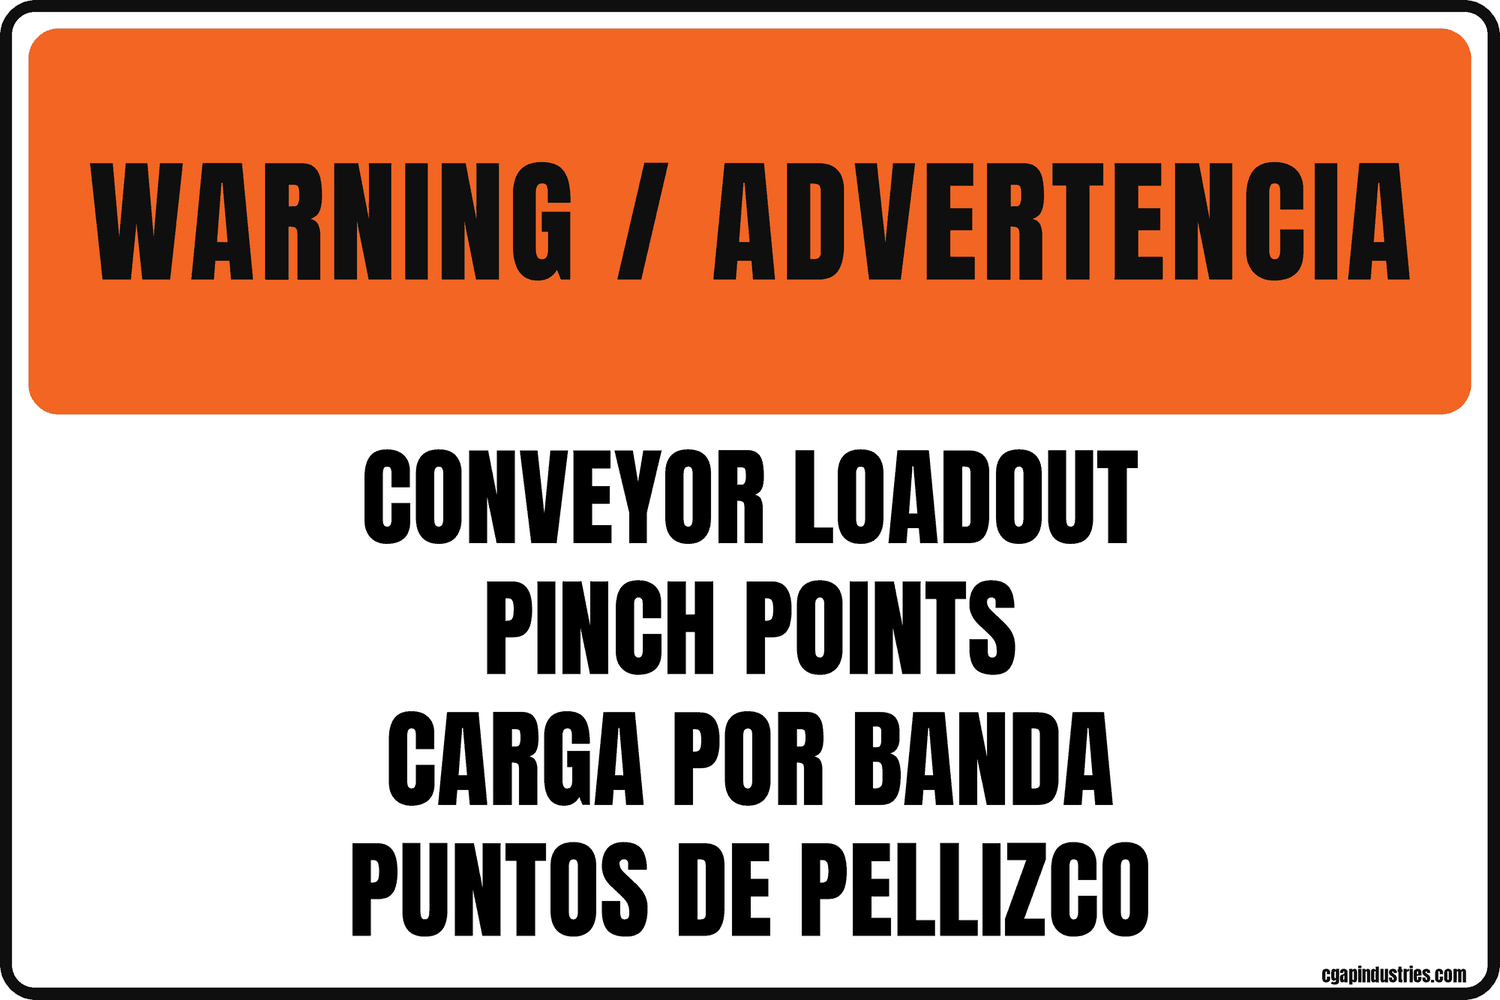 WARNING / ADVERTENCIA
CONVEYOR LOADOUT
PINCH POINTS
CARGA POR BANDA
PUNTOS DE PELLIZCO
cgapindustries.com